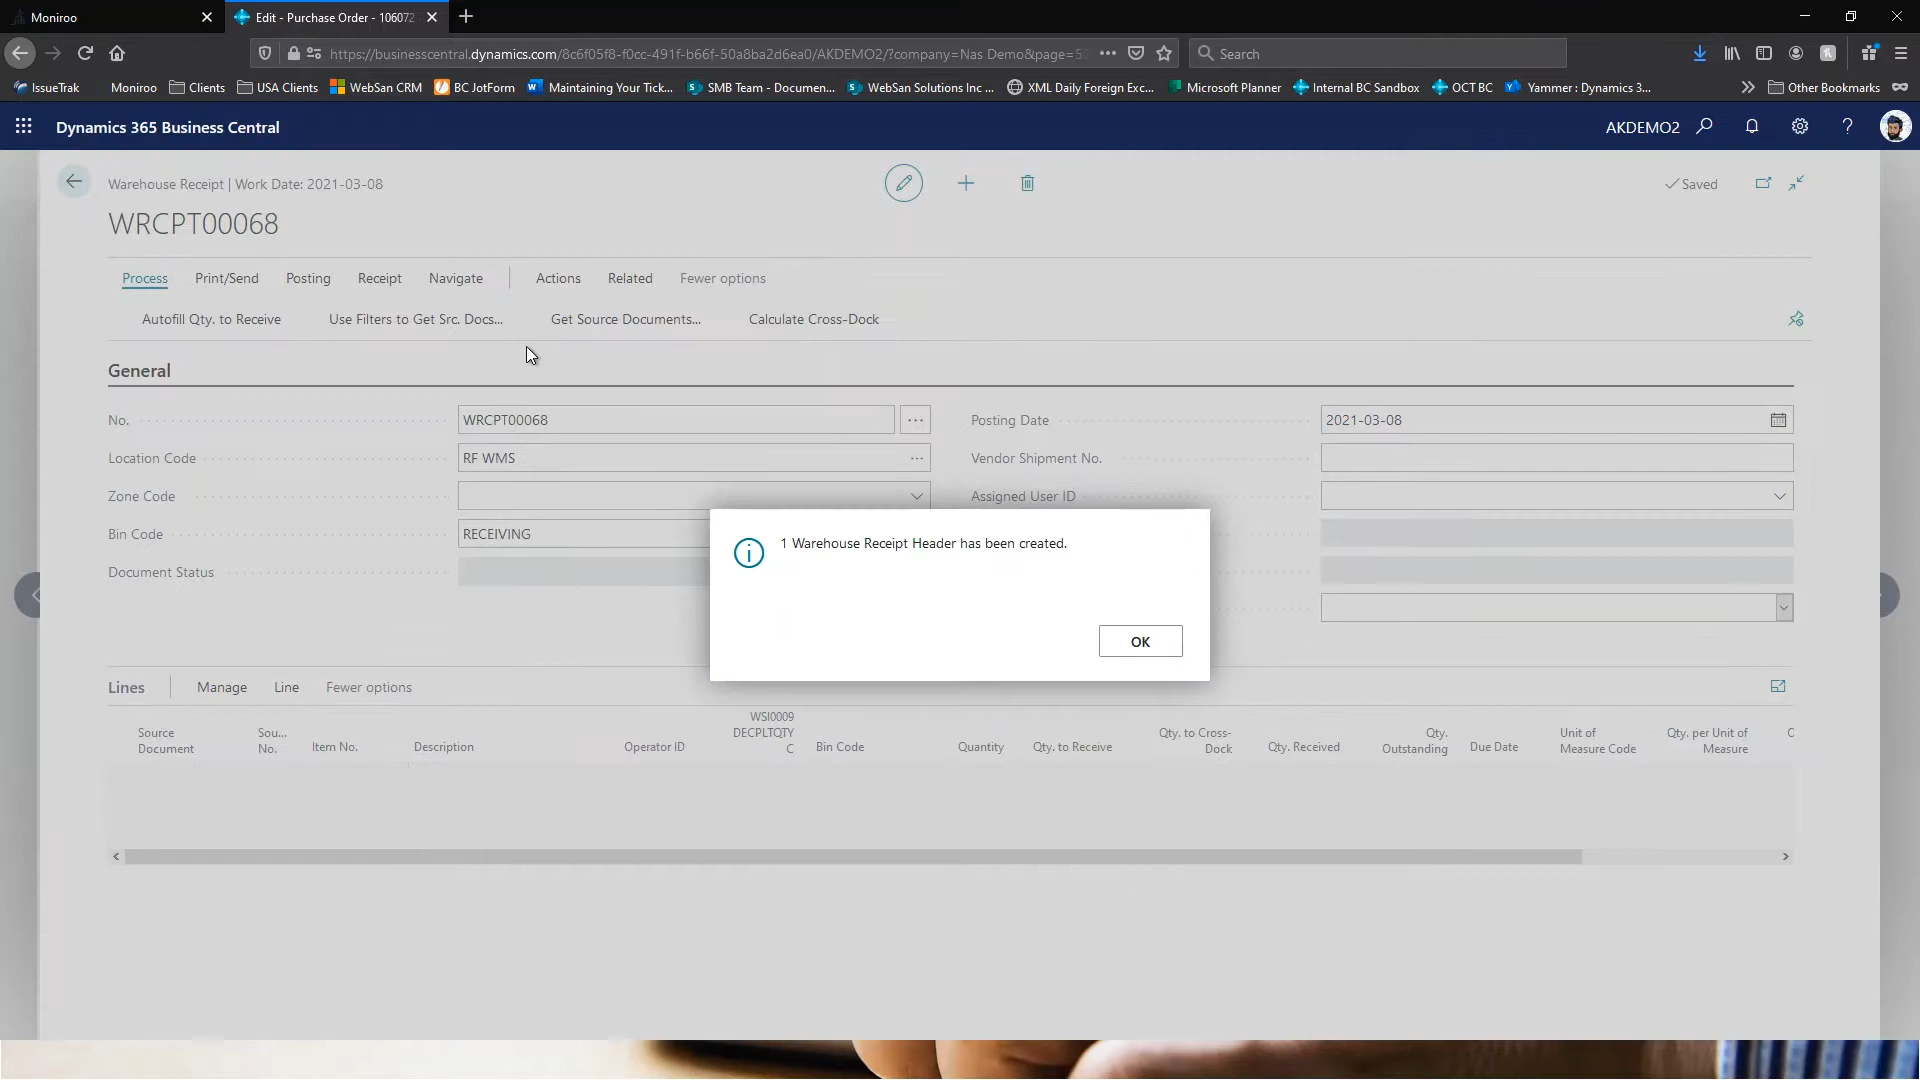 Moniroo
Edit - Purchase Order - 106072
https://businesscentral.dynamics.com/8c6f05f8-f0cc-491f-b66f-50a8ba2d6ea0/AKDEMO2/?company=Nas Demo&page=5
Search
IssueTrak
Moniroo
Clients
USA Clients
WebSan CRM
BC JotForm
Maintaining Your Tick...
SMB Team - Documen...
WebSan Solutions Inc ...
XML Daily Foreign Exc...
Microsoft Planner
Internal BC Sandbox
OCT BC
Yammer : Dynamics 3...
Other Bookmarks
Dynamics 365 Business Central
AKDEMO2
Warehouse Receipt | Work Date: 2021-03-08
Saved
WRCPT00068
Process
Print/Send
Posting
Receipt
Navigate
Actions
Related
Fewer options
Autofill Qty. to Receive
Use Filters to Get Src. Docs...
Get Source Documents...
Calculate Cross-Dock
General
No.
WRCPT00068
Posting Date
2021-03-08
Location Code
RF WMS
Vendor Shipment No.
Zone Code
Assigned User ID
Bin Code
RECEIVING
Document Status
1 Warehouse Receipt Header has been created.
OK
Lines
Manage
Line
Fewer options
Source Document
Sou... No.
Item No.
Description
Operator ID
WSI0009
DECPLTQTY
C
Bin Code
Quantity
Qty. to Receive
Qty. to Cross-
Dock
Qty. Received
Qty.
Outstanding
Due Date
Unit of
Measure Code
Qty. per Unit of
Measure